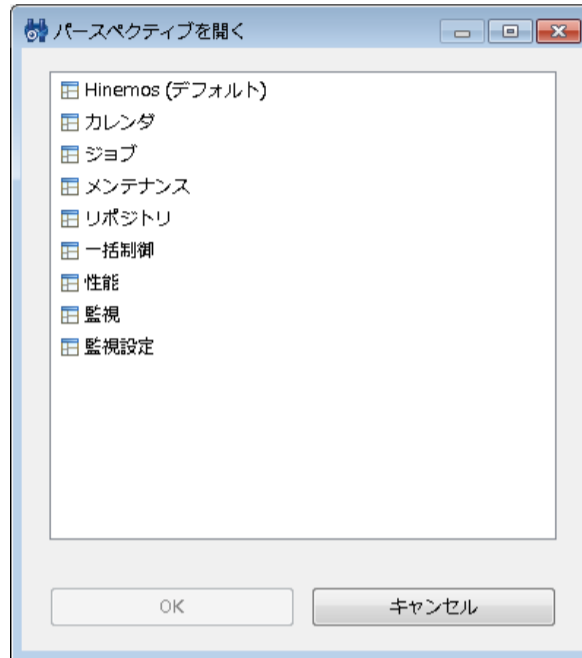 パースペクティブを開く
Hinemos (デフォルト)
カレンダ
ジョブ
メンテナンス
リポジトリ
一括制御
性能
監視
監視設定
OK
キャンセル